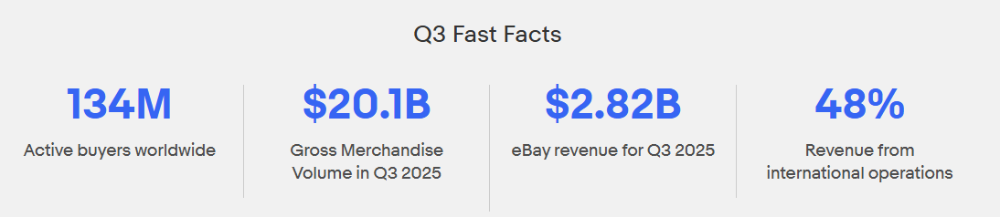 Q3 Fast Facts
134M
Active buyers worldwide
$20.1B
Gross Merchandise
Volume in Q3 2025
$2.82B
eBay revenue for Q3 2025
48%
Revenue from
international operations